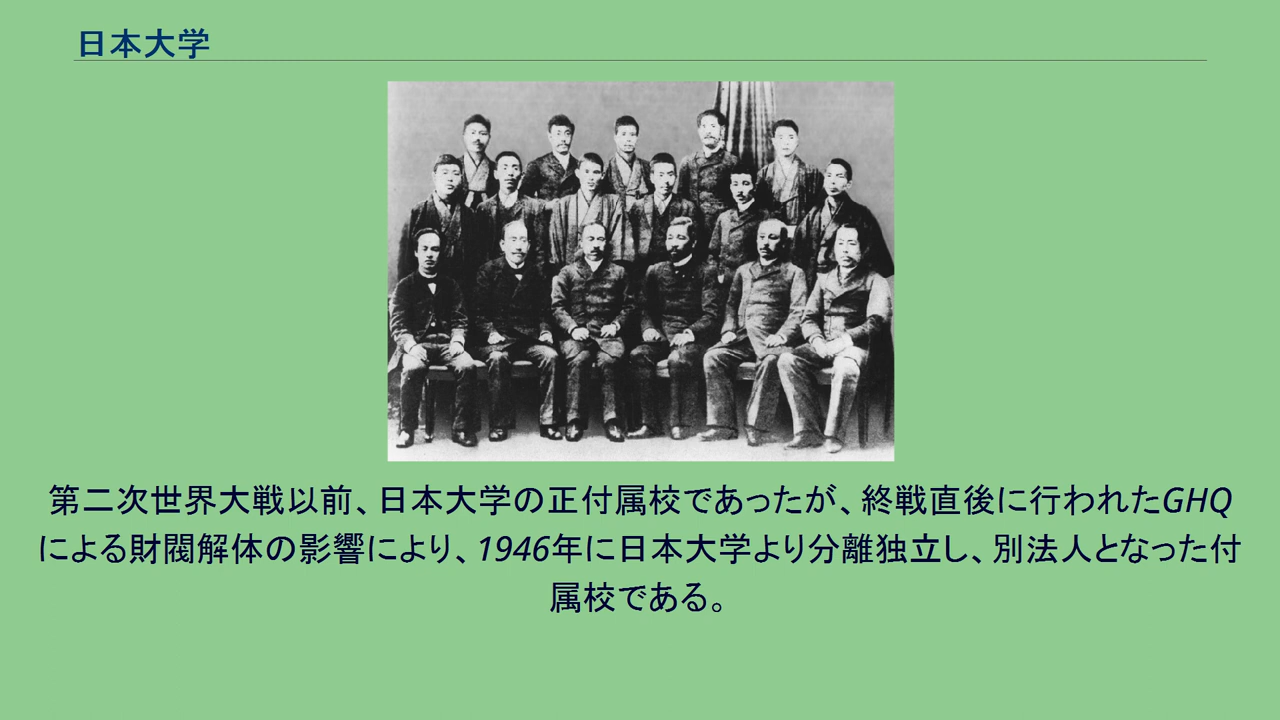 日本大学
第二次世界大戦以前、日本大学の正付属校であったが、終戦直後に行われたGHQ
による財閥解体の影響により、1946年に日本大学より分離独立し、別法人となった付
属校である。